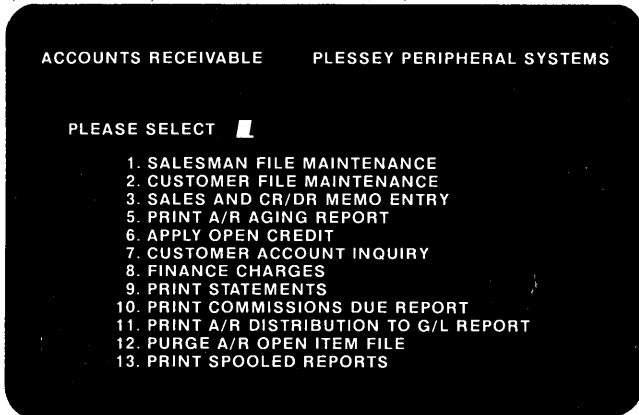 ACCOUNTS RECEIVABLE PLESSEY PERIPHERAL SYSTEMS
PLEASE SELECT
1. SALESMAN FILE MAINTENANCE
2. CUSTOMER FILE MAINTENANCE
3. SALES AND CR/DR MEMO ENTRY
5. PRINT A/R AGING REPORT
6. APPLY OPEN CREDIT
7. CUSTOMER ACCOUNT INQUIRY
8. FINANCE CHARGES
9. PRINT STATEMENTS
10. PRINT COMMISSIONS DUE REPORT
11. PRINT A/R DISTRIBUTION TO G/L REPORT
12. PURGE A/R OPEN ITEM FILE
13. PRINT SPOOLED REPORTS